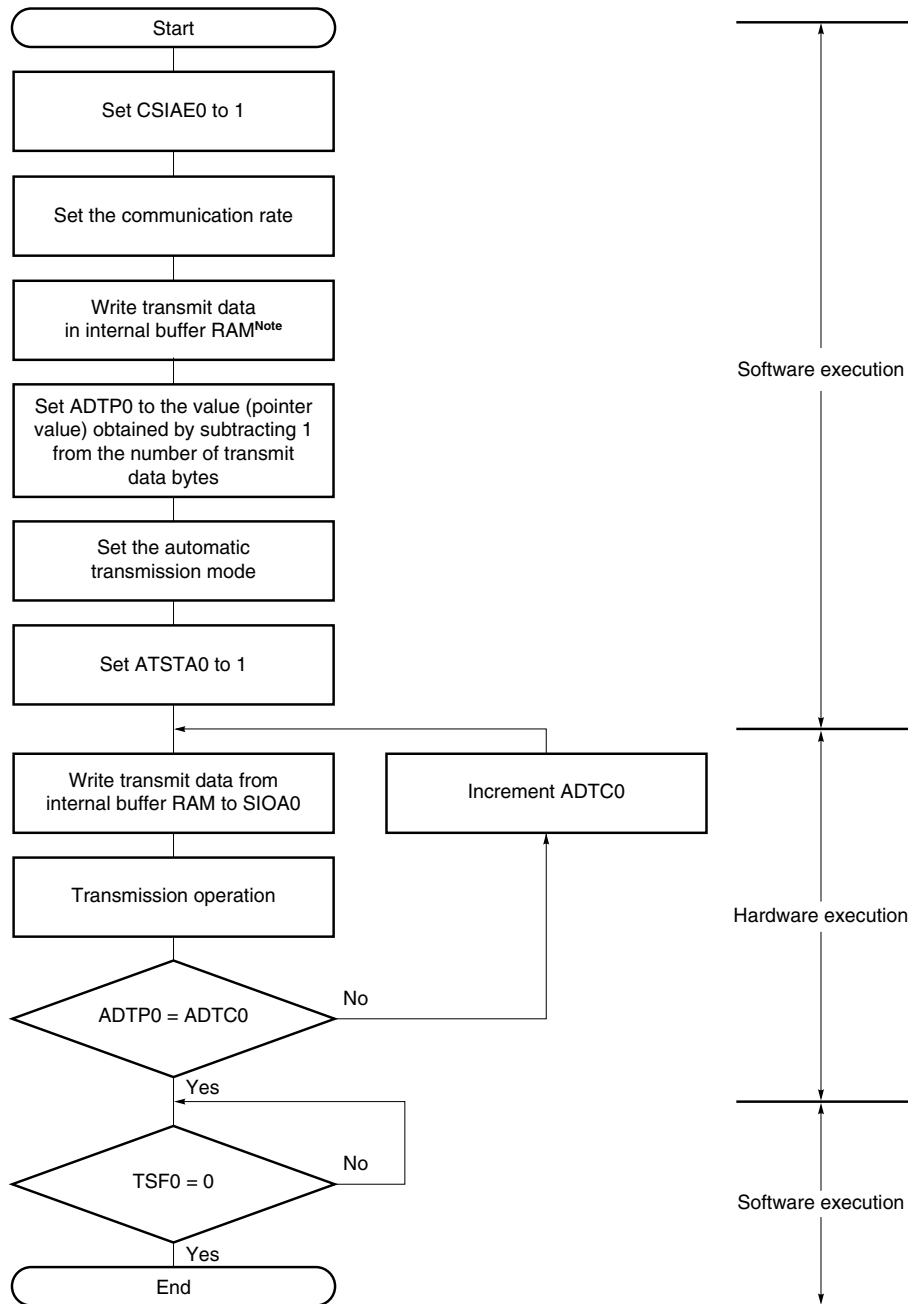 Start
Set CSIAE0 to 1
Set the communication rate
Write transmit data
in internal buffer RAMNote
Set ADTP0 to the value (pointer
value) obtained by subtracting 1
from the number of transmit
data bytes
Software execution
Set the automatic
transmission mode
Set ATSTA0 to 1
Write transmit data from
internal buffer RAM to SIOA0
Increment ADTC0
Transmission operation
Hardware execution
ADTP0 = ADTC0
No
Yes
TSF0 = 0
No
Software execution
Yes
End